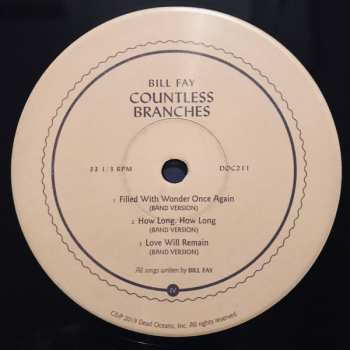 BILL FAY
COUNTLESS
BRANCHES
33 1/3 RPM DOC211
1 Filled With Wonder Once Again
(BAND VERSION)
2 How Long, How Long
(BAND VERSION)
3 Love Will Remain
(BAND VERSION)
All songs written by BILL FAY
IV
©℗ 2019 Dead Oceans, Inc. All rights reserved.